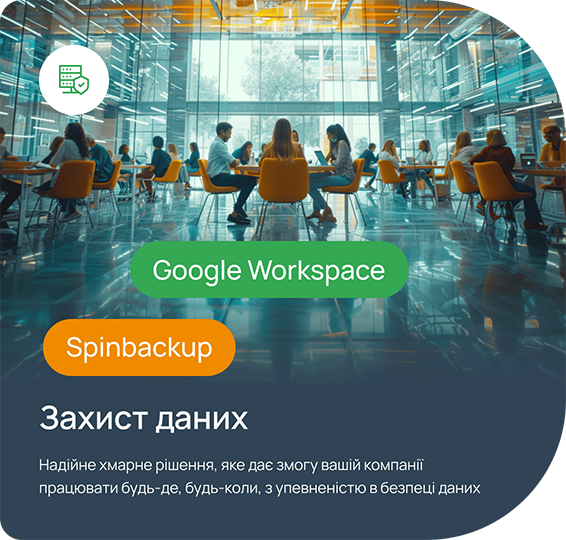 Google Workspace
Spinbackup
Захист даних
Надійне хмарне рішення, яке дає змогу вашій компанії
працювати будь-де, будь-коли, з упевненістю в безпеці даних